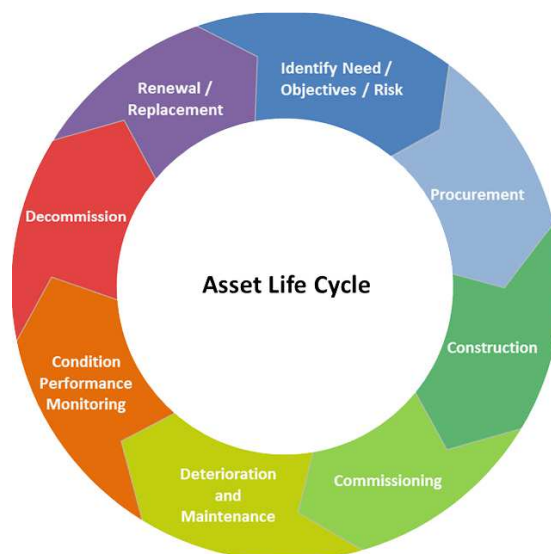 Identify Need /
Objectives / Risk
Procurement
Construction
Commissioning
Deterioration
and
Maintenance
Condition
Performance
Monitoring
Decommission
Renewal /
Replacement
Asset Life Cycle